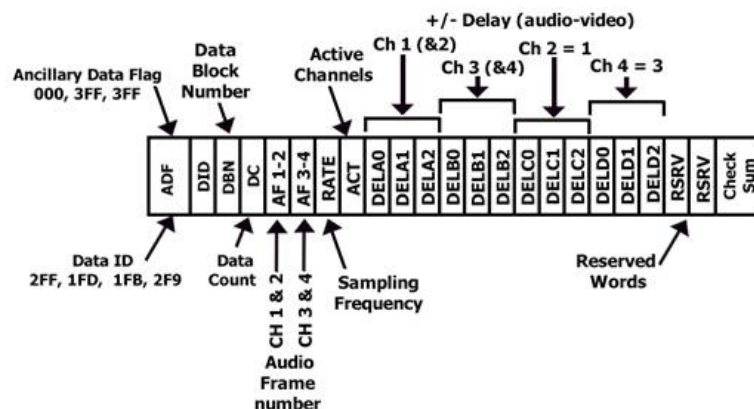 +/- Delay (audio-video)
Ch 1 (&2)
Ch 2 = 1
Ch 3 (&4)
Ch 4 = 3
Data
Block
Number
Active
Channels
Ancillary Data Flag
000, 3FF, 3FF
ADF
DID
DBN
DC
AF 1-2
AF 3-4
RATE
ACT
DELA0
DELA1
DELA2
DELB0
DELB1
DELB2
DELC0
DELC1
DELC2
DELD0
DELD1
DELD2
RSRV
RSRV
Check
Sum
Data ID
2FF, 1FD, 1FB, 2F9
Data
Count
CH 1 & 2
CH 3 & 4
Audio
Frame
number
Sampling
Frequency
Reserved
Words